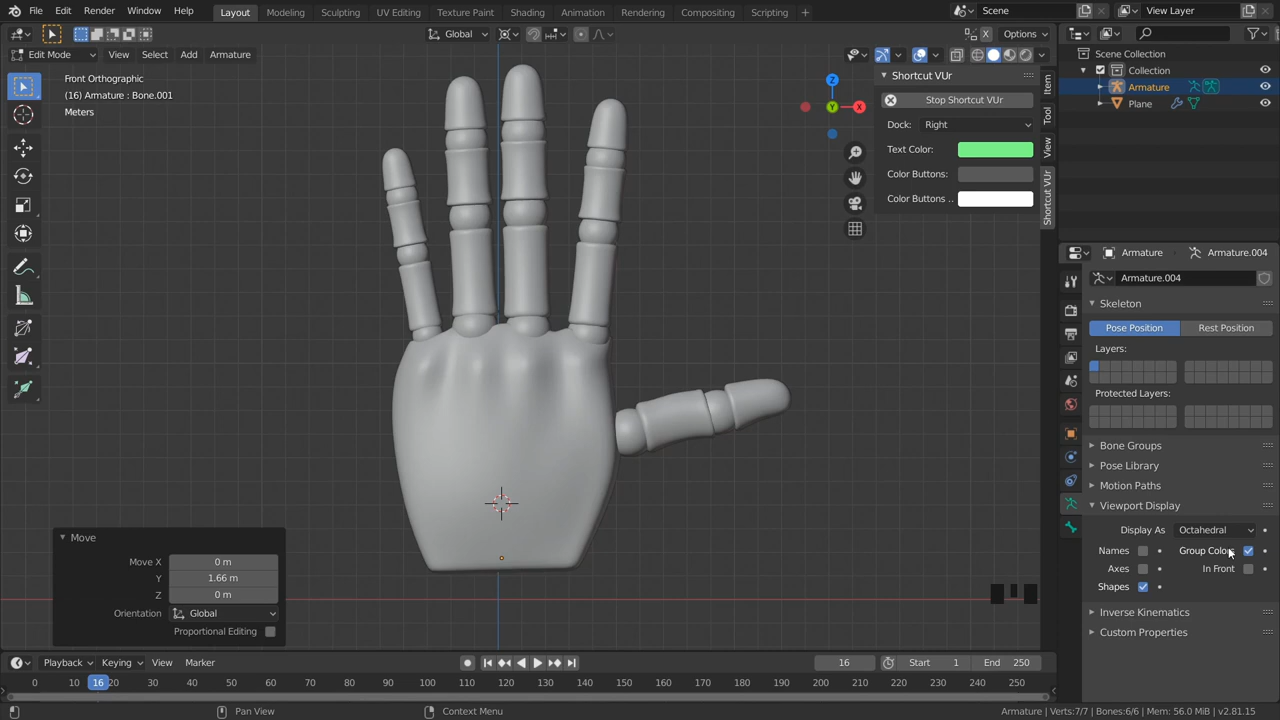 File Edit Render Window Help Layout Modeling Sculpting UV Editing Texture Paint Shading Animation Rendering Compositing Scripting Scene View Layer
Global Options
Edit Mode View Select Add Armature
Scene Collection
Collection
Armature
Plane
Front Orthographic
(16) Armature : Bone.001
Meters
Z
Y
X
Shortcut VUr
Stop Shortcut VUr
Dock: Right
Text Color:
Color Buttons:
Color Buttons ..
Item
Tool
View
Shortcut VUr
Armature Armature.004
Armature.004
Skeleton
Pose Position Rest Position
Layers:
Protected Layers:
Bone Groups
Pose Library
Motion Paths
Viewport Display
Display As Octahedral
Names Group Colors
Axes In Front
Shapes
Inverse Kinematics
Custom Properties
Move
Move X 0 m
Y 1.66 m
Z 0 m
Orientation Global
Proportional Editing
Playback Keying View Marker 16 Start 1 End 250
0 10 16 20 30 40 50 60 70 80 90 100 110 120 130 140 150 160 170 180 190 200 210 220 230 240 250
Pan View Context Menu Armature | Verts:7/7 | Bones:6/6 | Mem: 56.0 MiB | v2.81.15